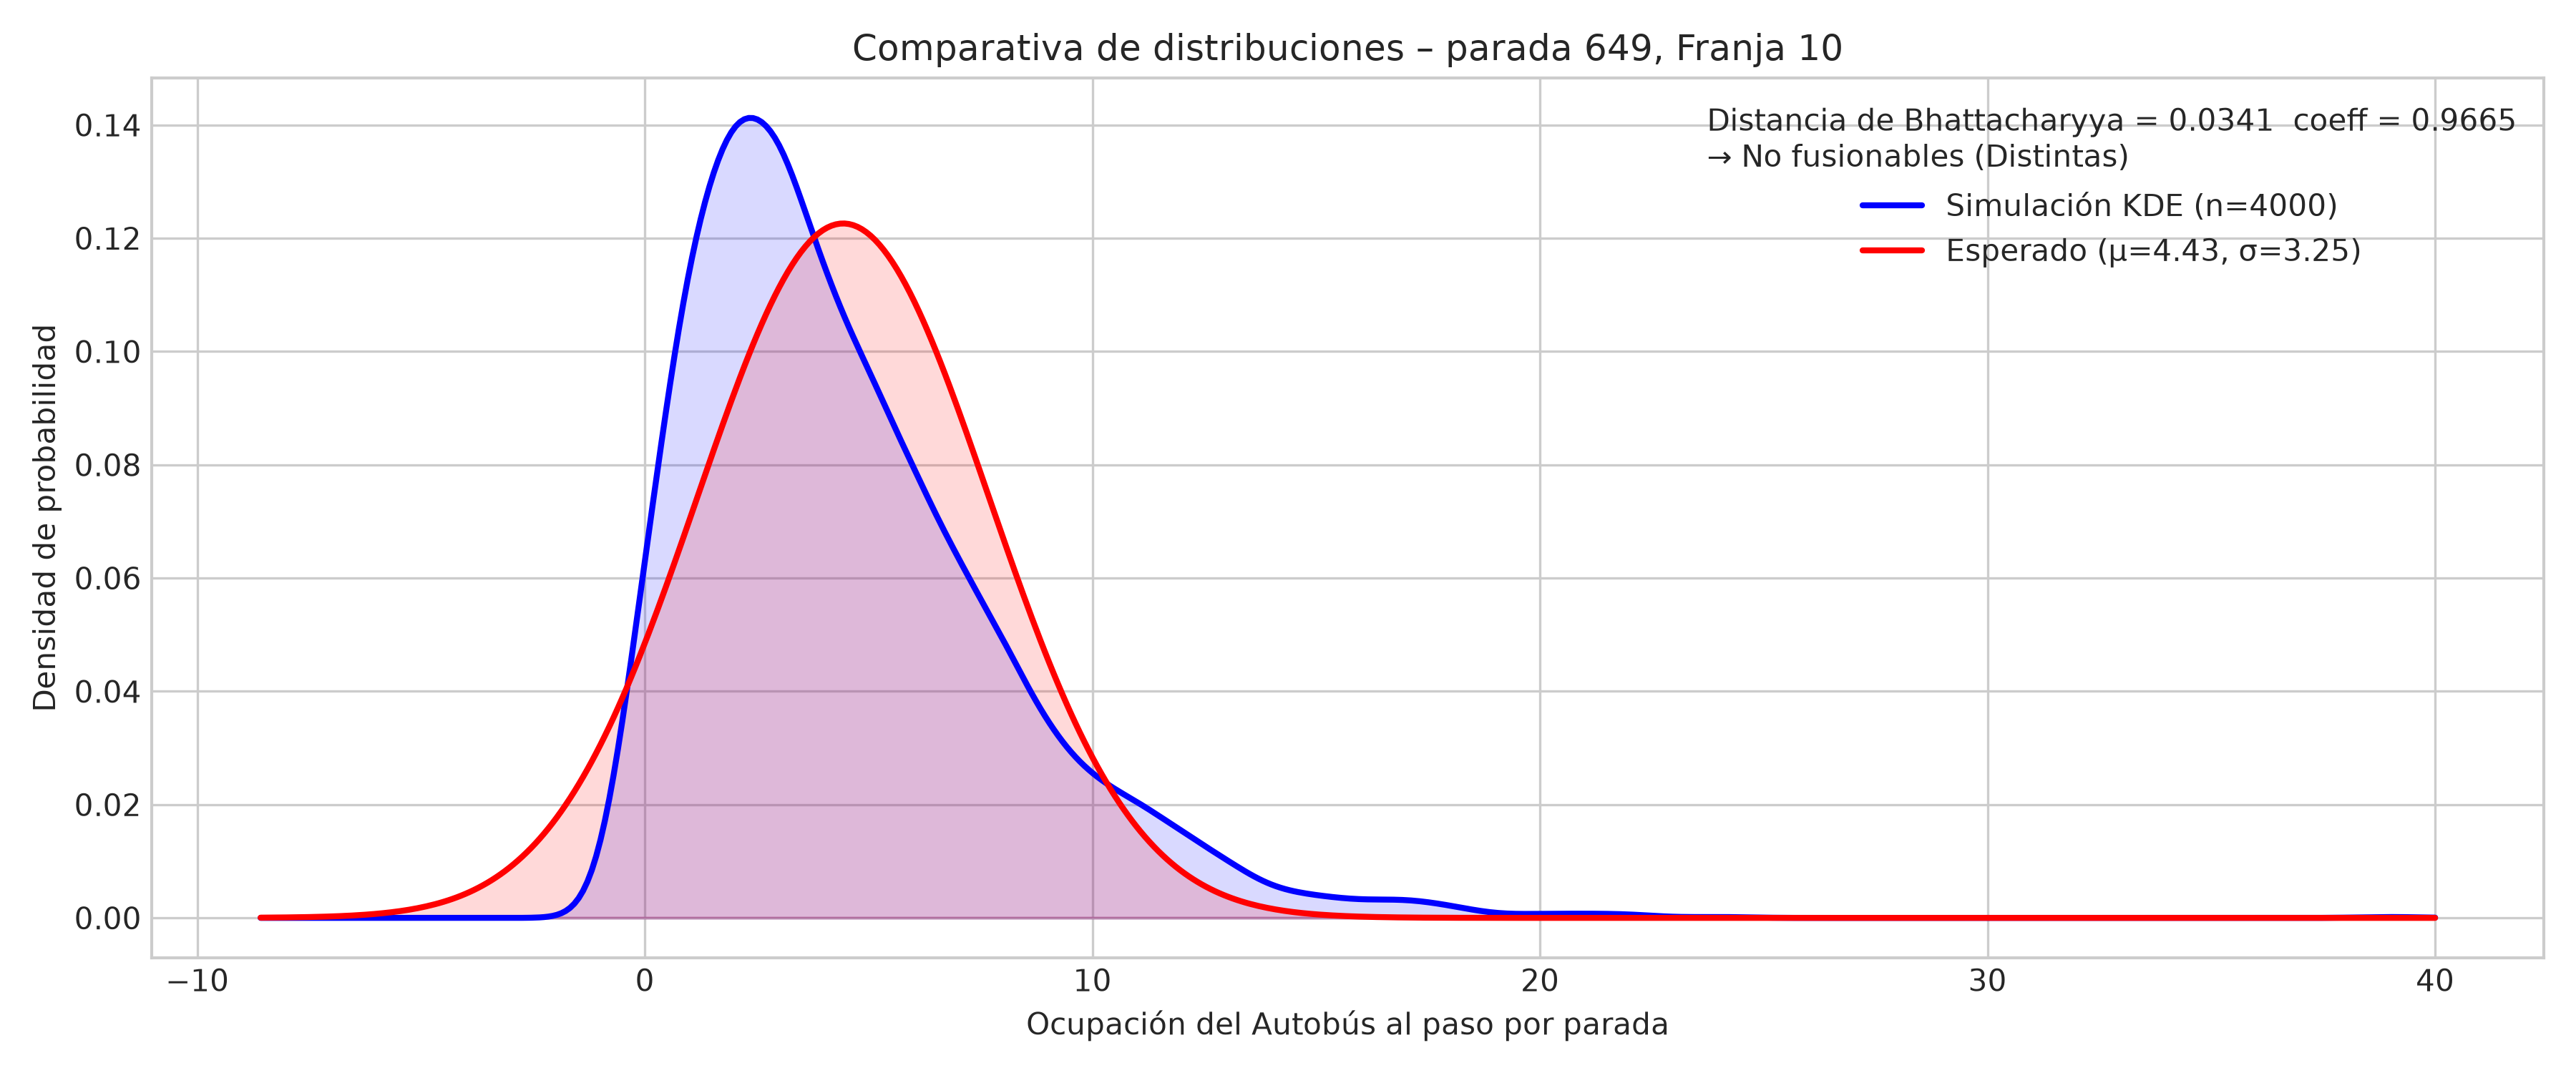 Comparativa de distribuciones – parada 649, Franja 10
Distancia de Bhattacharyya = 0.0341  coeff = 0.9665
→ No fusionables (Distintas)
Simulación KDE (n=4000)
Esperado (μ=4.43, σ=3.25)
Densidad de probabilidad
0.14
0.12
0.10
0.08
0.06
0.04
0.02
0.00
−10 0 10 20 30 40
Ocupación del Autobús al paso por parada